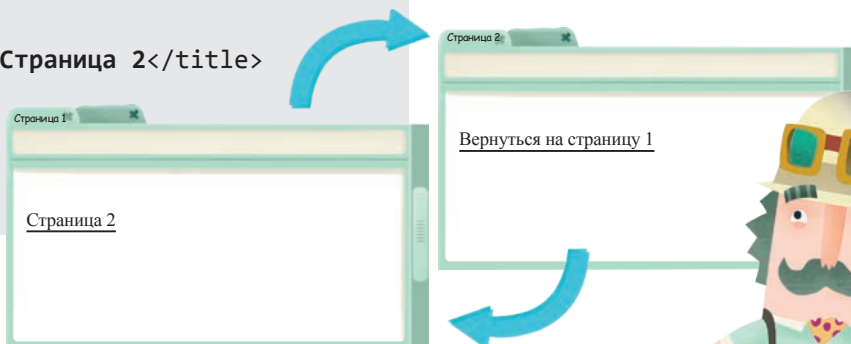 Страница 2</title>
Страница 1
Страница 2
Страница 2
Вернуться на страницу 1